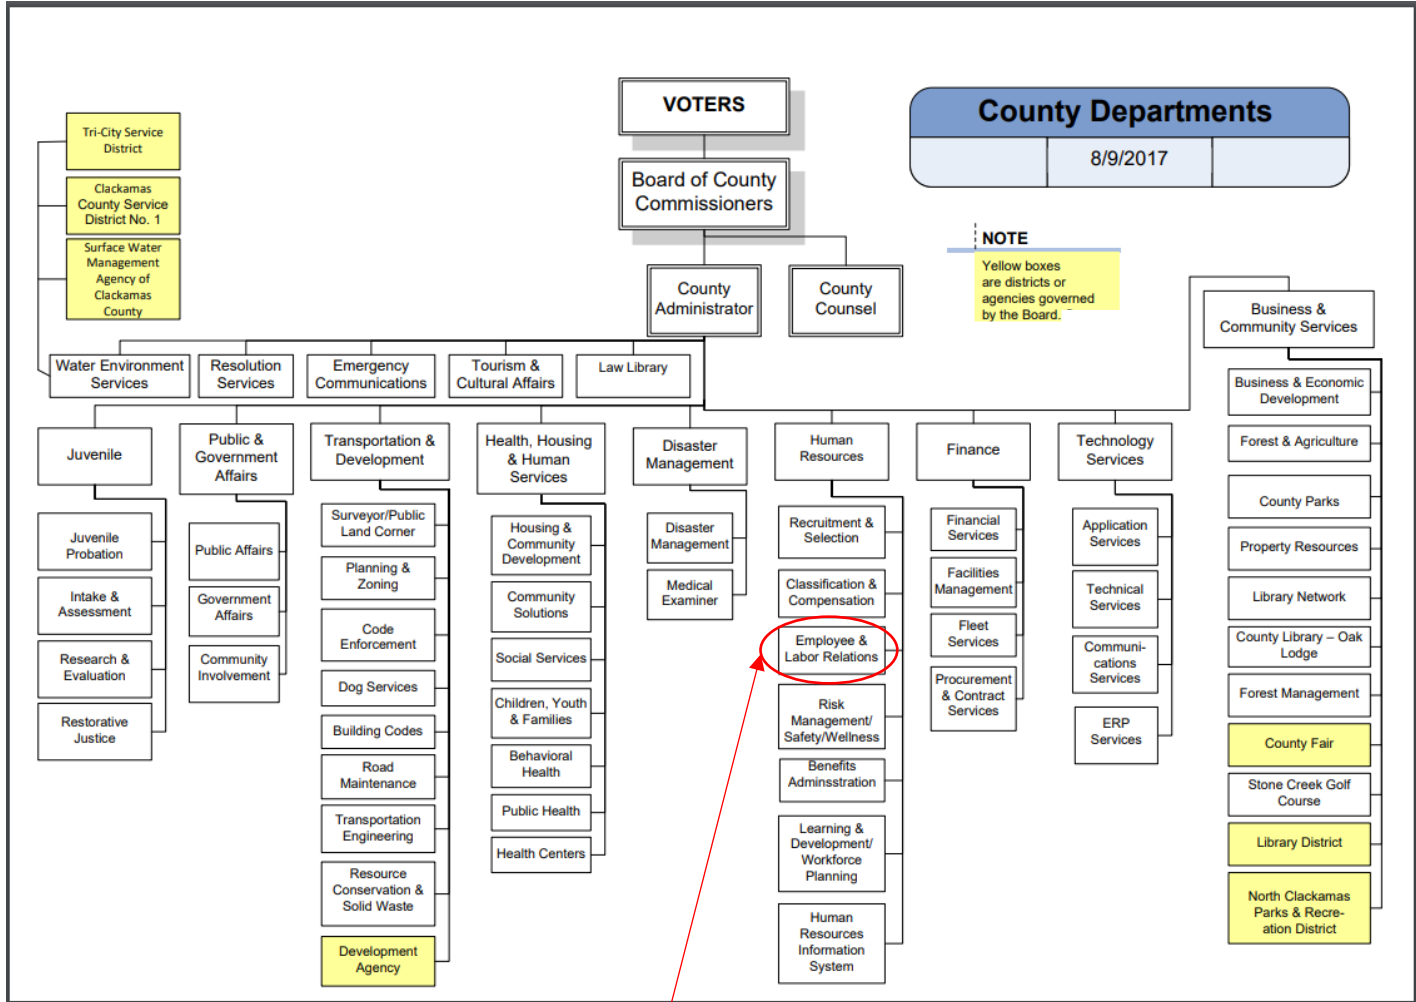 VOTERS
Board of County
Commissioners
County
Administrator
County
Counsel
County Departments
8/9/2017
NOTE
Yellow boxes
are districts or
agencies governed
by the Board.
Tri-City Service
District
Clackamas
County Service
District No. 1
Surface Water
Management
Agency of
Clackamas
County
Water Environment
Services
Resolution
Services
Emergency
Communications
Tourism &
Cultural Affairs
Law Library
Juvenile
Juvenile
Probation
Intake &
Assessment
Research &
Evaluation
Restorative
Justice
Public &
Government
Affairs
Public Affairs
Government
Affairs
Community
Involvement
Transportation &
Development
Surveyor/Public
Land Corner
Planning &
Zoning
Code
Enforcement
Dog Services
Building Codes
Road
Maintenance
Transportation
Engineering
Resource
Conservation &
Solid Waste
Development
Agency
Health, Housing
& Human
Services
Housing &
Community
Development
Community
Solutions
Social Services
Children, Youth
& Families
Behavioral
Health
Public Health
Health Centers
Disaster
Management
Disaster
Management
Medical
Examiner
Human
Resources
Recruitment &
Selection
Classification &
Compensation
Employee &
Labor Relations
Risk
Management/
Safety/Wellness
Benefits
Adminsstration
Learning &
Development/
Workforce
Planning
Human
Resources
Information
System
Finance
Financial
Services
Facilities
Management
Fleet
Services
Procurement
& Contract
Services
Technology
Services
Application
Services
Technical
Services
Communi-
cations
Services
ERP
Services
Business &
Community Services
Business & Economic
Development
Forest & Agriculture
County Parks
Property Resources
Library Network
County Library – Oak
Lodge
Forest Management
County Fair
Stone Creek Golf
Course
Library District
North Clackamas
Parks & Recre-
ation District